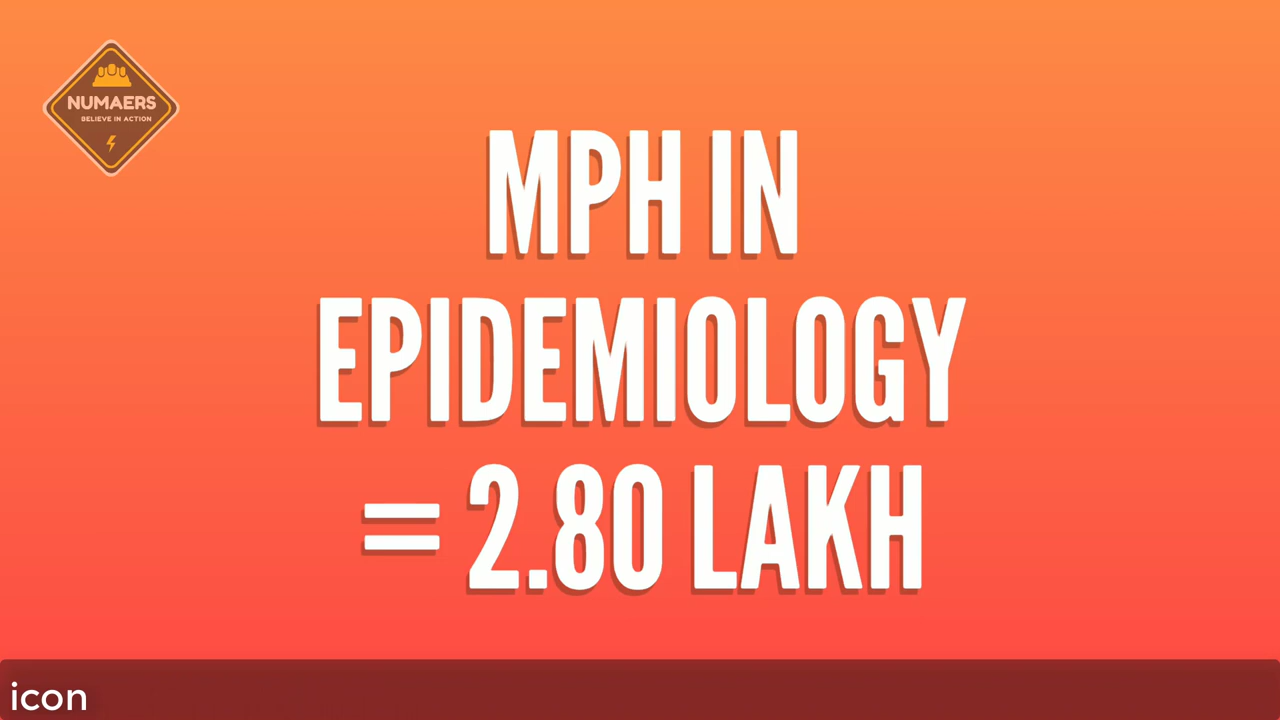 NUMAERS
BELIEVE IN ACTION
MPH IN
EPIDEMIOLOGY
= 2.80 LAKH
icon